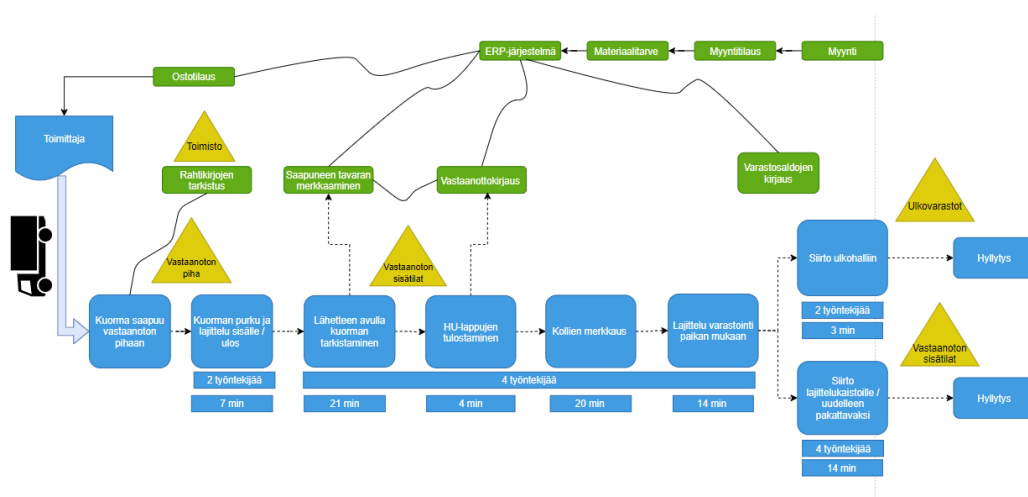 ERP-järjestelmä
Materiaalitarve
Myyntitilaus
Myynti
Ostotilaus
Toimittaja
Toimisto
Rahtikirjojen
tarkistus
Saapuneen tavaran
merkkaaminen
Vastaanottokirjaus
Varastosaldojen
kirjaus
Ulkovarastot
Vastaanoton
piha
Vastaanoton
sisätilat
Siirto ulkohalliin
Hyllytys
2 työntekijää
3 min
Kuorma saapuu
vastaanoton
pihaan
Kuorman purku ja
lajittelu sisälle /
ulos
Lähetteen avulla
kuorman
tarkistaminen
HU-lappujen
tulostaminen
Kollien merkkaus
Lajittelu varastointi
paikan mukaan
2 työntekijää
4 työntekijää
7 min
21 min
4 min
20 min
14 min
Vastaanoton
sisätilat
Siirto
lajittelukaistoille /
uudelleen
pakattavaksi
Hyllytys
4 työntekijää
14 min